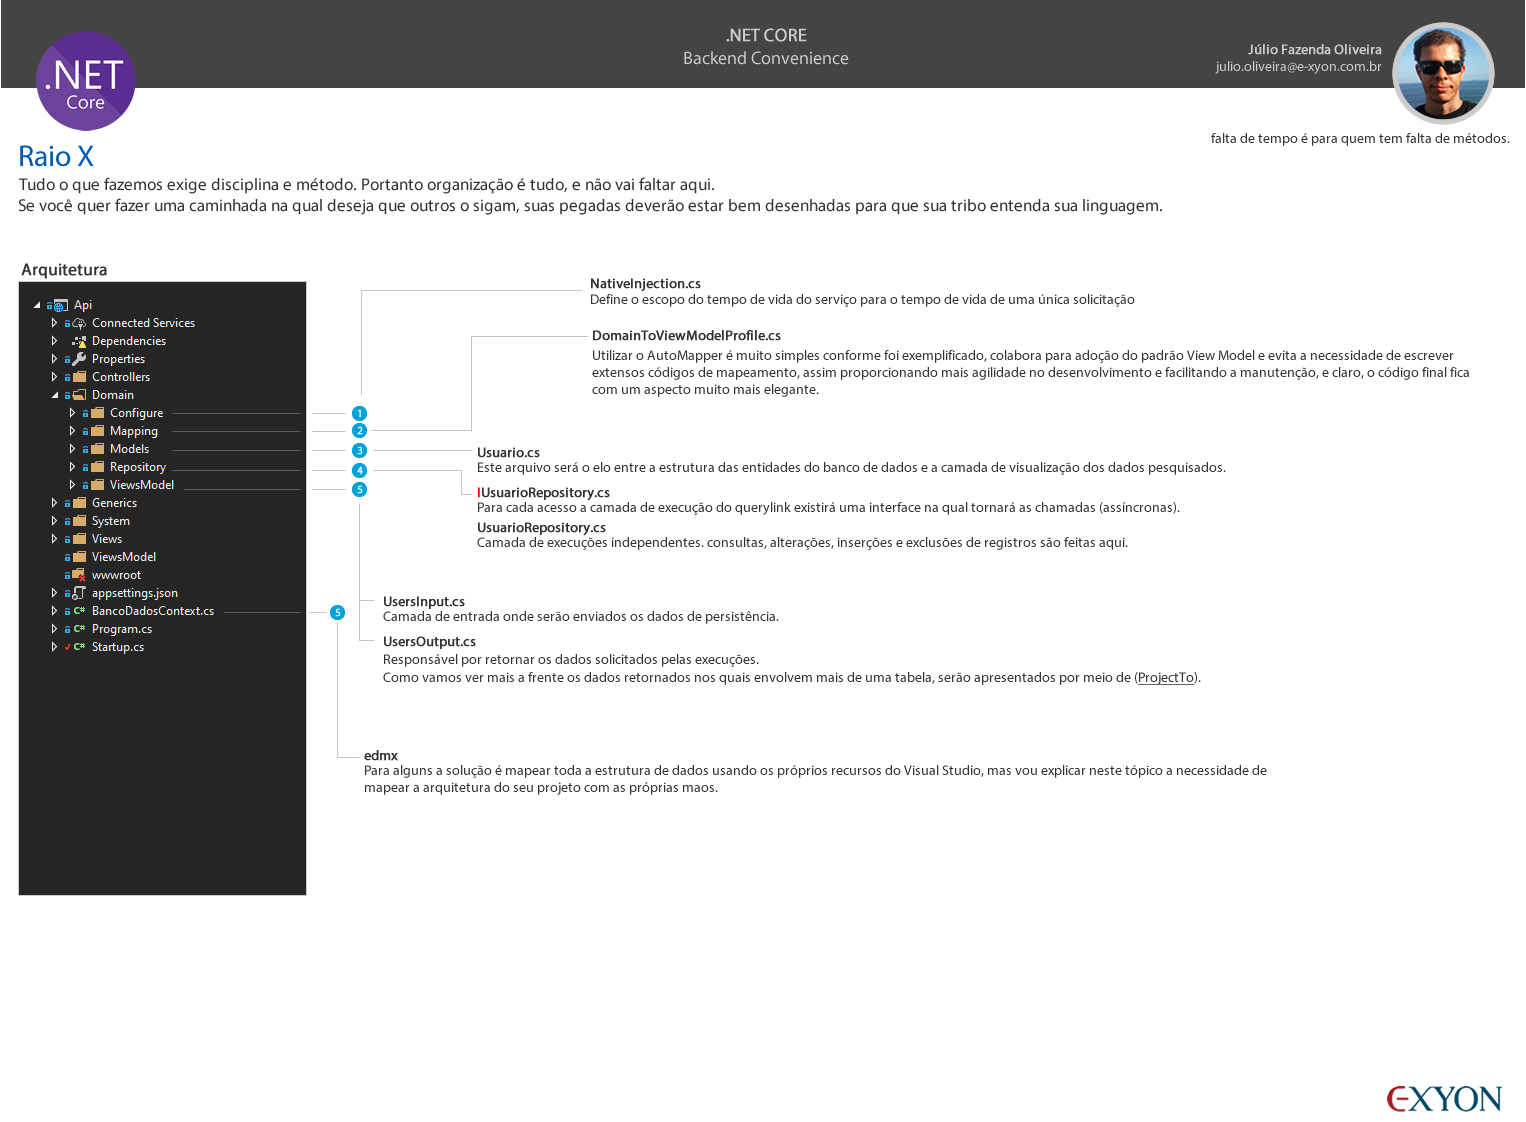 .NET CORE
Backend Convenience
Júlio Fazenda Oliveira
julio.oliveira@e-xyon.com.br
.NET
Core
falta de tempo é para quem tem falta de métodos.
Raio X
Tudo o que fazemos exige disciplina e método. Portanto organização é tudo, e não vai faltar aqui.
Se você quer fazer uma caminhada na qual deseja que outros o sigam, suas pegadas deverão estar bem desenhadas para que sua tribo entenda sua linguagem.
Arquitetura
Api
Connected Services
Dependencies
Properties
Controllers
Domain
Configure
Mapping
Models
Repository
ViewsModel
Generics
System
Views
ViewsModel
wwwroot
appsettings.json
C# BancoDadosContext.cs
C# Program.cs
C# Startup.cs
1
2
3
4
5
5
NativeInjection.cs
Define o escopo do tempo de vida do serviço para o tempo de vida de uma única solicitação
DomainToViewModelProfile.cs
Utilizar o AutoMapper é muito simples conforme foi exemplificado, colabora para adoção do padrão View Model e evita a necessidade de escrever
extensos códigos de mapeamento, assim proporcionando mais agilidade no desenvolvimento e facilitando a manutenção, e claro, o código final fica
com um aspecto muito mais elegante.
Usuario.cs
Este arquivo será o elo entre a estrutura das entidades do banco de dados e a camada de visualização dos dados pesquisados.
IUsuarioRepository.cs
Para cada acesso a camada de execução do querylink existirá uma interface na qual tornará as chamadas (assíncronas).
UsuarioRepository.cs
Camada de execuções independentes. consultas, alterações, inserções e exclusões de registros são feitas aqui.
UsersInput.cs
Camada de entrada onde serão enviados os dados de persistência.
UsersOutput.cs
Responsável por retornar os dados solicitados pelas execuções.
Como vamos ver mais a frente os dados retornados nos quais envolvem mais de uma tabela, serão apresentados por meio de (ProjectTo).
edmx
Para alguns a solução é mapear toda a estrutura de dados usando os próprios recursos do Visual Studio, mas vou explicar neste tópico a necessidade de
mapear a arquitetura do seu projeto com as próprias maos.
EXYON